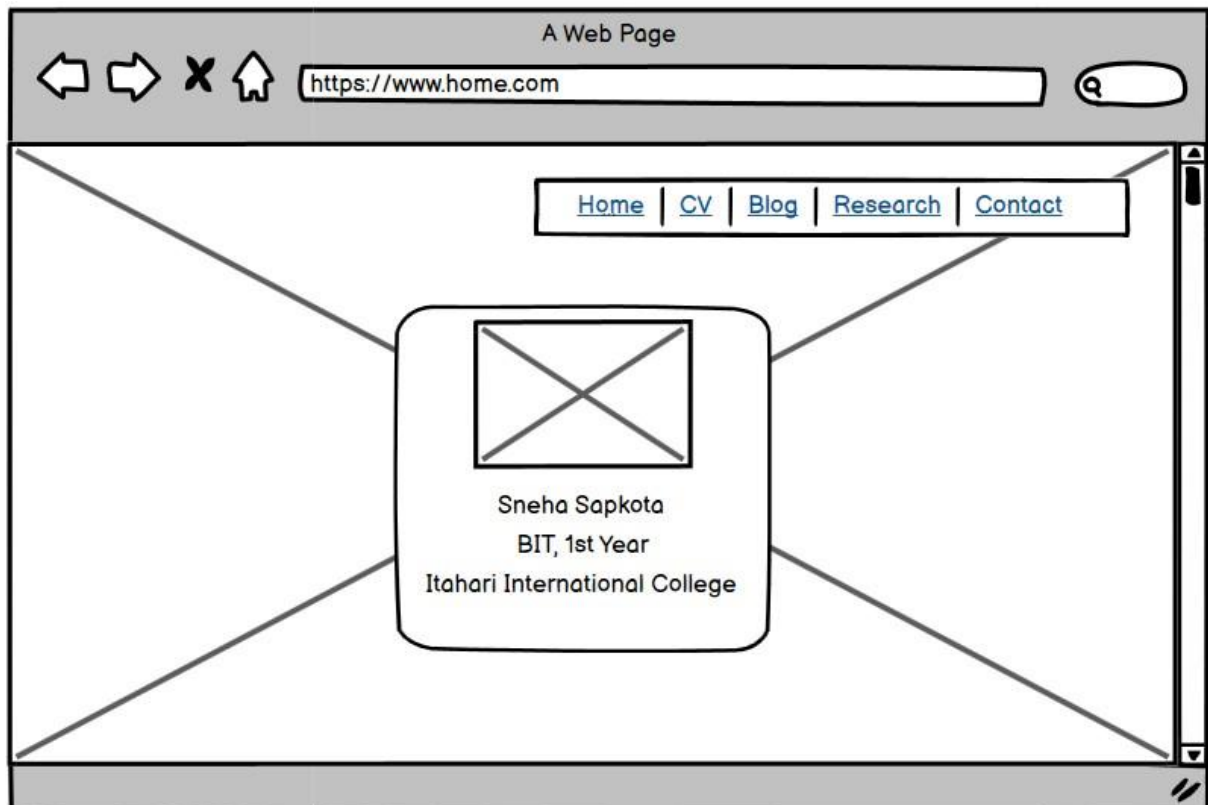 A Web Page
https://www.home.com
Home | CV | Blog | Research | Contact
Sneha Sapkota
BIT, 1st Year
Itahari International College